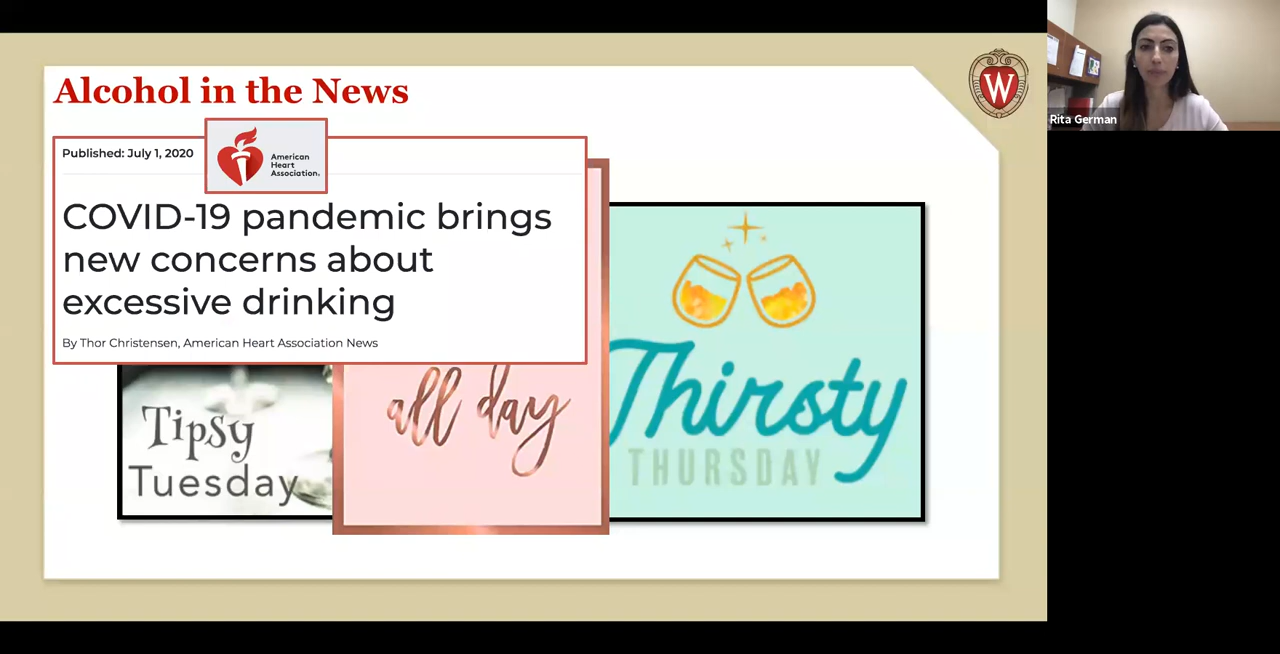 Alcohol in the News
Published: July 1, 2020
American
Heart
Association.
COVID-19 pandemic brings
new concerns about
excessive drinking
By Thor Christensen, American Heart Association News
Tipsy
Tuesday
all day
Thirsty
THURSDAY
W
Rita German